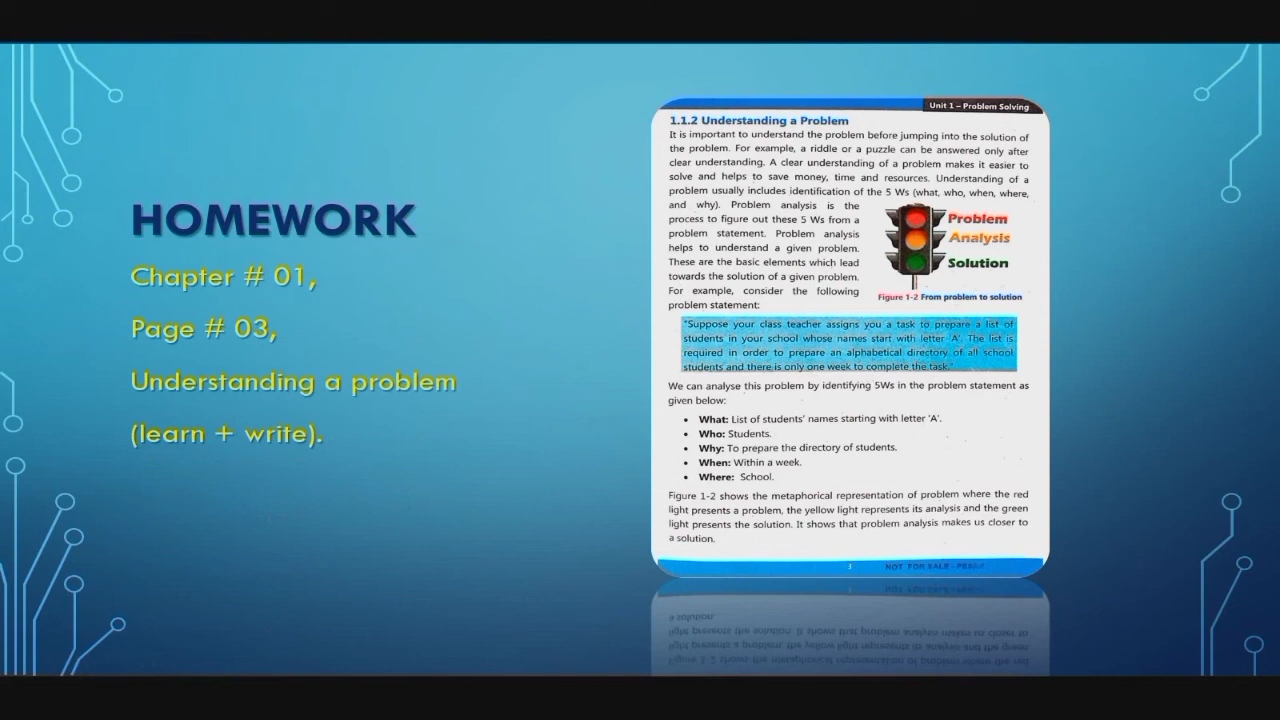 HOMEWORK
Chapter # 01,
Page # 03,
Understanding a problem
(learn + write).
Unit 1 – Problem Solving
1.1.2 Understanding a Problem
It is important to understand the problem before jumping into the solution of
the problem. For example, a riddle or a puzzle can be answered only after
clear understanding. A clear understanding of a problem makes it easier to
solve and helps to save money, time and resources. Understanding of a
problem usually includes identification of the 5 Ws (what, who, when, where,
and why). Problem analysis is the
process to figure out these 5 Ws from a
problem statement. Problem analysis
helps to understand a given problem.
These are the basic elements which lead
towards the solution of a given problem.
For example, consider the following
problem statement:
Problem
Analysis
Solution
Figure 1-2 From problem to solution
"Suppose your class teacher assigns you a task to prepare a list of
students in your school whose names start with letter 'A'. The list is
required in order to prepare an alphabetical directory of all school
students and there is only one week to complete the task."
We can analyse this problem by identifying 5Ws in the problem statement as
given below:
• What: List of students' names starting with letter 'A'.
• Who: Students.
• Why: To prepare the directory of students.
• When: Within a week.
• Where: School.
Figure 1-2 shows the metaphorical representation of problem where the red
light presents a problem, the yellow light represents its analysis and the green
light presents the solution. It shows that problem analysis makes us closer to
a solution.
3
NOT FOR SALE -